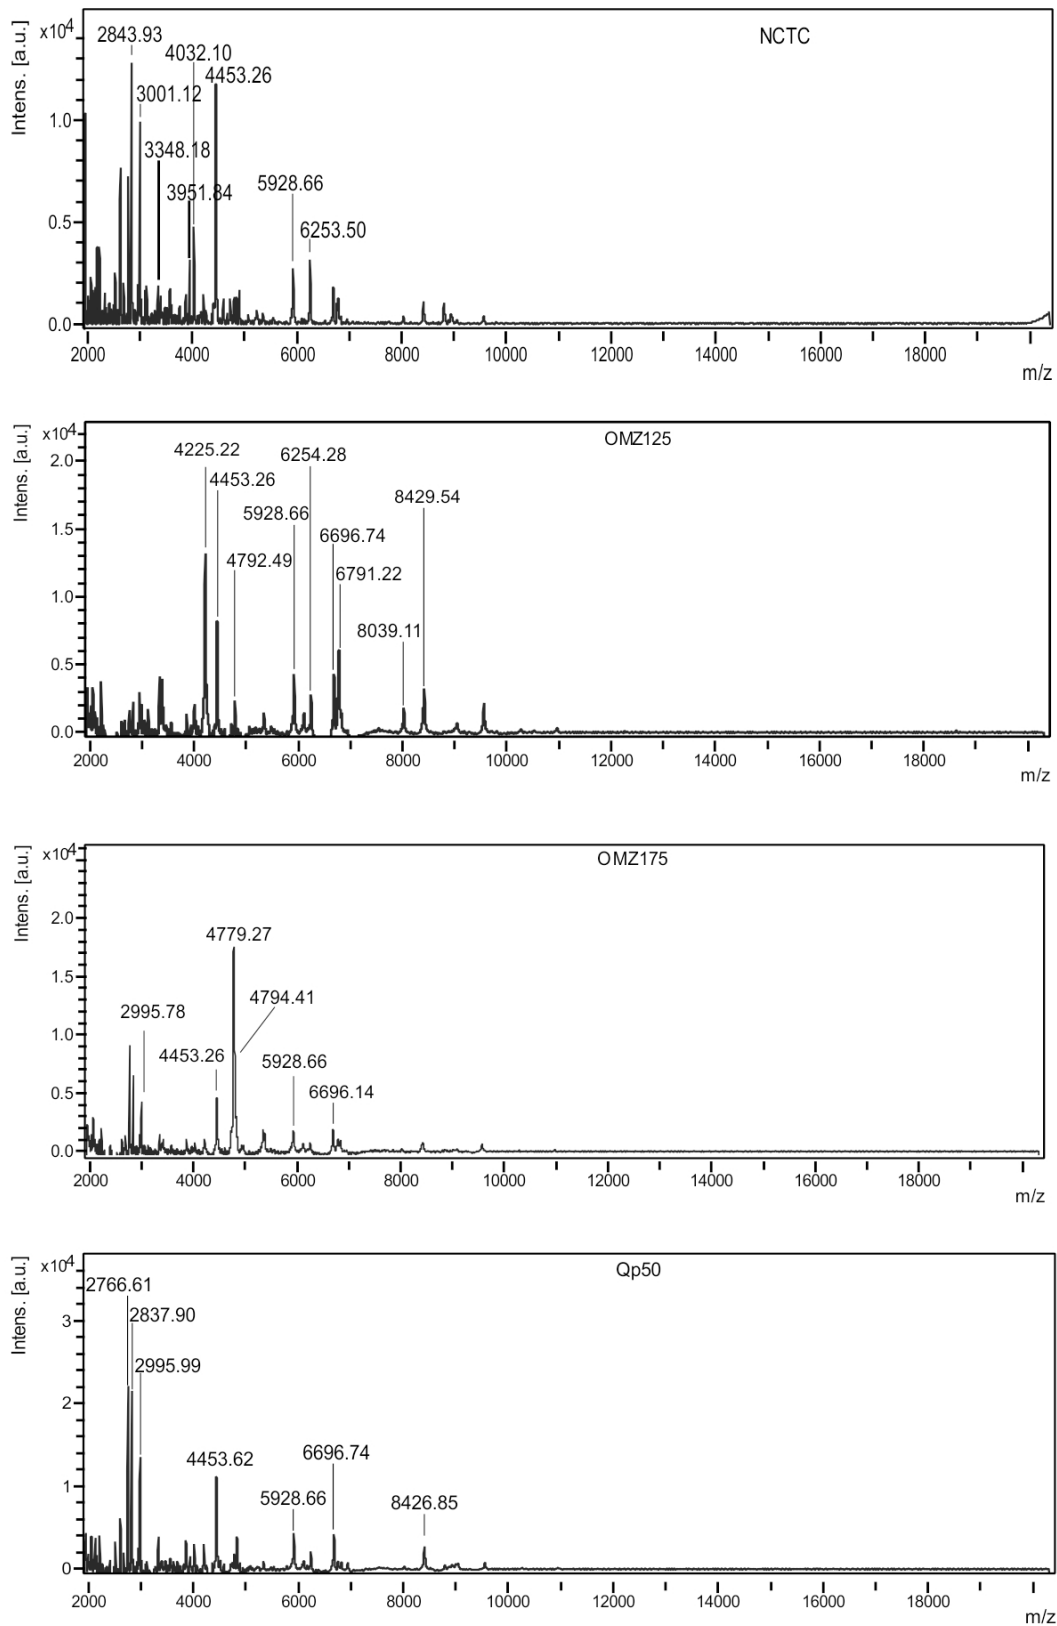 NCTC
x10⁴
Intens. [a.u.]
2843.93
4032.10
4453.26
3001.12
3348.18
3951.84
5928.66
6253.50
1.0
0.5
0.0
2000 4000 6000 8000 10000 12000 14000 16000 18000
m/z
OMZ125
x10⁴
Intens. [a.u.]
4225.22
6254.28
4453.26
8429.54
5928.66
6696.74
4792.49
6791.22
8039.11
2.0
1.5
1.0
0.5
0.0
2000 4000 6000 8000 10000 12000 14000 16000 18000
m/z
OMZ175
x10⁴
Intens. [a.u.]
4779.27
4794.41
2995.78
4453.26
5928.66
6696.14
2.0
1.5
1.0
0.5
0.0
2000 4000 6000 8000 10000 12000 14000 16000 18000
m/z
Qp50
x10⁴
Intens. [a.u.]
2766.61
2837.90
2995.99
4453.62
6696.74
5928.66
8426.85
3
2
1
0
2000 4000 6000 8000 10000 12000 14000 16000 18000
m/z